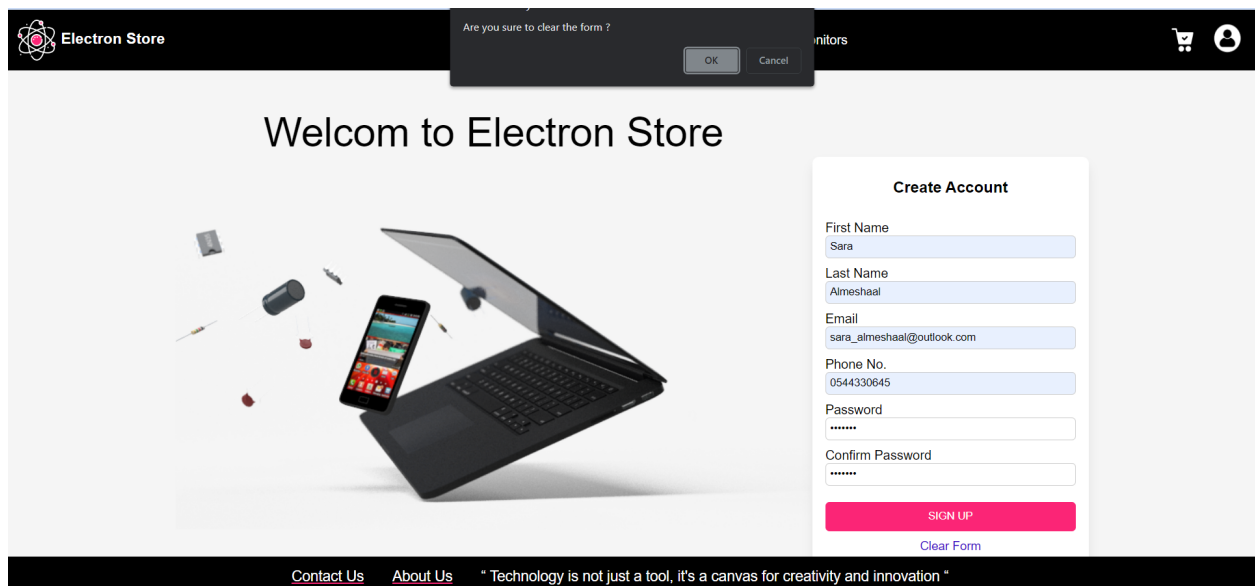 Electron Store
Are you sure to clear the form ?
OK
Cancel
Welcom to Electron Store
Create Account
First Name
Sara
Last Name
Almeshaal
Email
sara_almeshaal@outlook.com
Phone No.
0544330645
Password
•••••••
Confirm Password
•••••••
SIGN UP
Clear Form
Contact Us
About Us
“ Technology is not just a tool, it's a canvas for creativity and innovation “